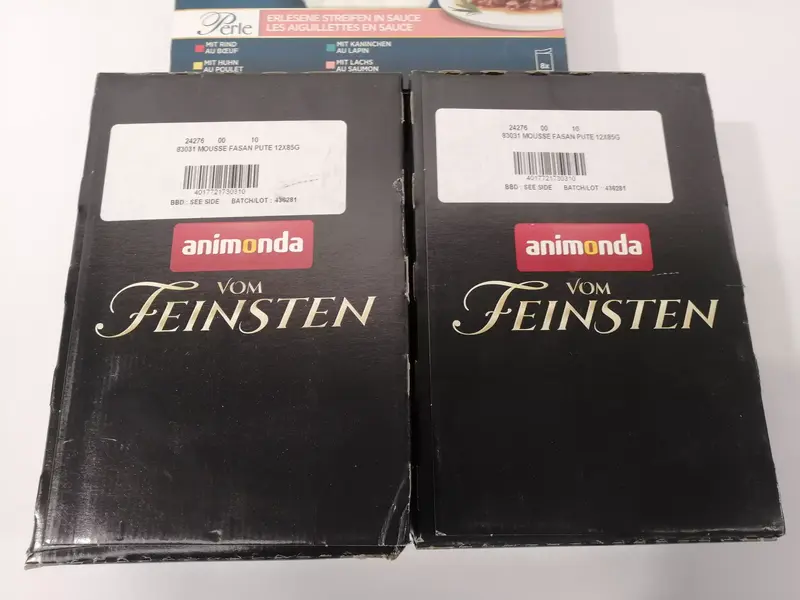 Perle
ERLESENE STREIFEN IN SAUCE
LES AIGUILLETTES EN SAUCE
MIT RIND
AU BŒUF
MIT KANINCHEN
AU LAPIN
MIT HUHN
AU POULET
MIT LACHS
AU SAUMON
8x
24276 00 10
83031 MOUSSE FASAN PUTE 12X85G
BBD : SEE SIDE BATCH/LOT : 436281
animonda
VOM
FEINSTEN
24276 00 10
83031 MOUSSE FASAN PUTE 12X85G
BBD : SEE SIDE BATCH/LOT : 436281
animonda
VOM
FEINSTEN